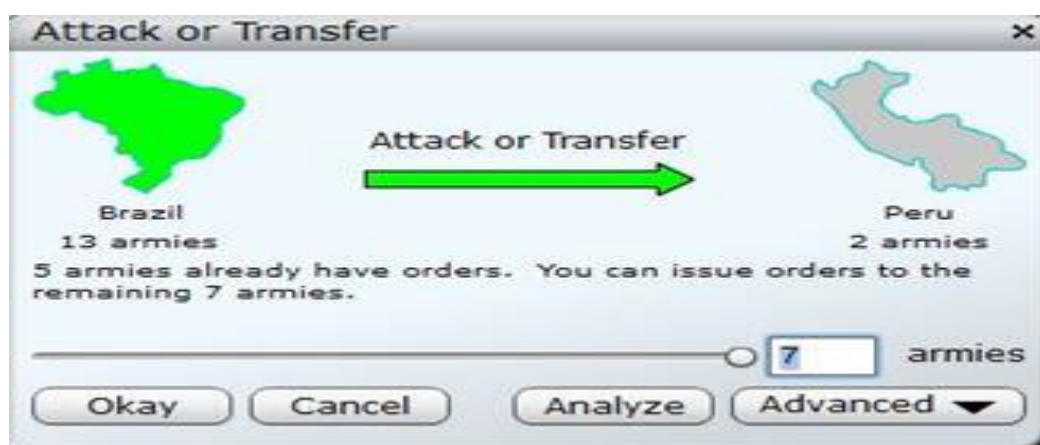 Attack or Transfer ×
Attack or Transfer
Brazil
13 armies
Peru
2 armies
5 armies already have orders. You can issue orders to the
remaining 7 armies.
7 armies
Okay Cancel Analyze Advanced